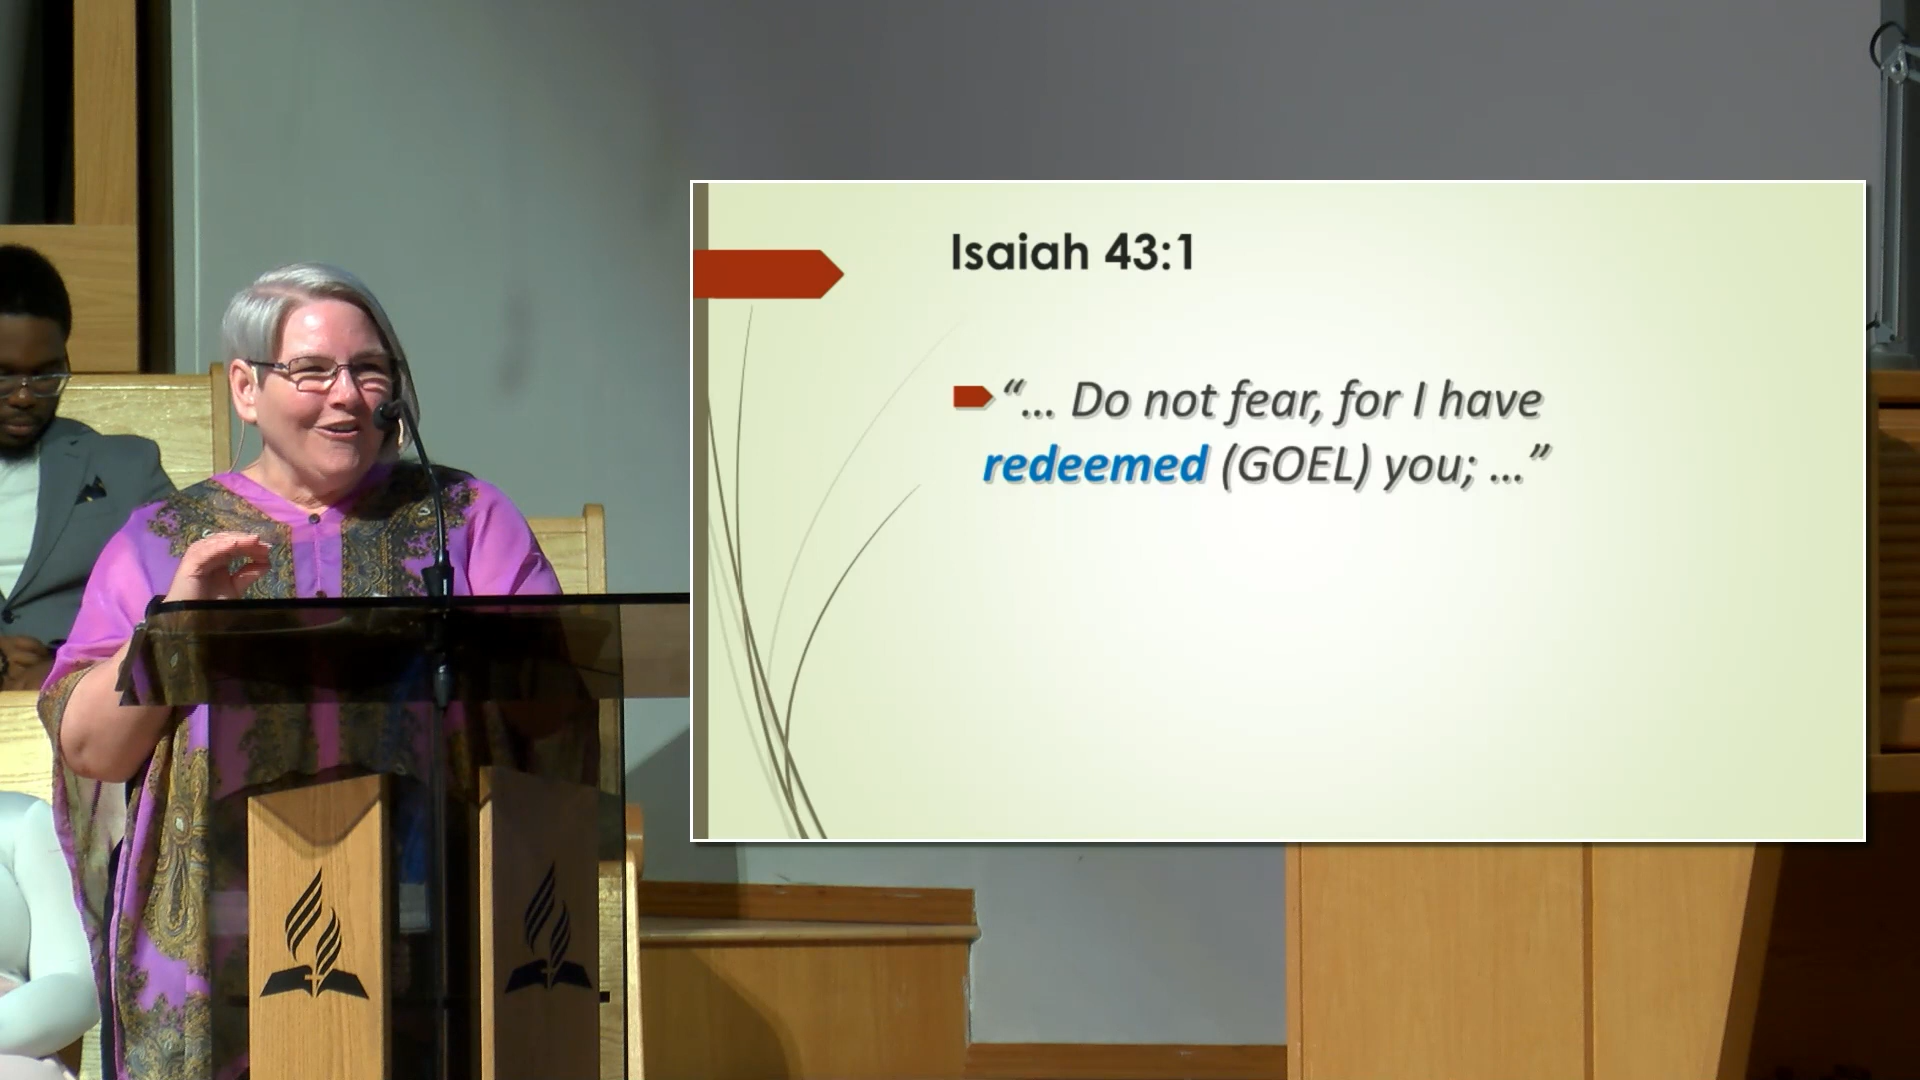 Isaiah 43:1
“... Do not fear, for I have
redeemed (GOEL) you; ...”